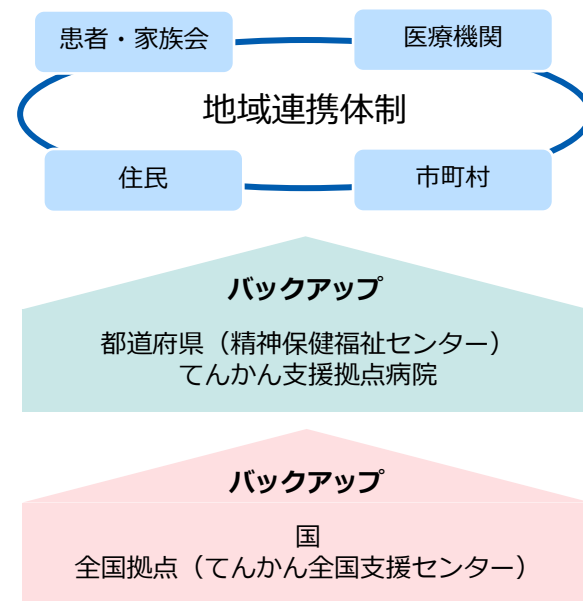 患者・家族会
医療機関
地域連携体制
住民
市町村
バックアップ
都道府県（精神保健福祉センター）
てんかん支援拠点病院
バックアップ
国
全国拠点（てんかん全国支援センター）